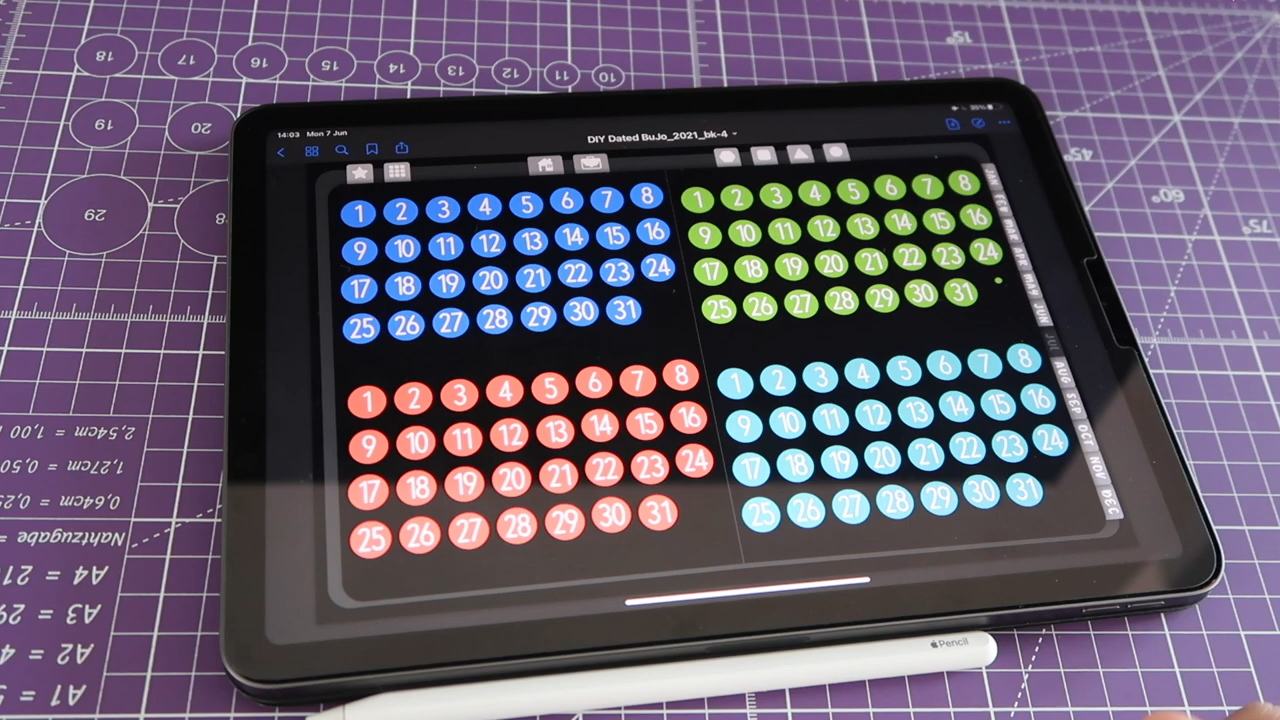 18 17 16 15 14 13 12 11 10
15°
19 20
45°
29
60°
75°
14:03 Mon 7 Jun
DIY Dated BuJo_2021_bk-4
1 2 3 4 5 6 7 8
9 10 11 12 13 14 15 16
17 18 19 20 21 22 23 24
25 26 27 28 29 30 31
1 2 3 4 5 6 7 8
9 10 11 12 13 14 15 16
17 18 19 20 21 22 23 24
25 26 27 28 29 30 31
1 2 3 4 5 6 7 8
9 10 11 12 13 14 15 16
17 18 19 20 21 22 23 24
25 26 27 28 29 30 31
1 2 3 4 5 6 7 8
9 10 11 12 13 14 15 16
17 18 19 20 21 22 23 24
25 26 27 28 29 30 31
JAN
FEB
MAR
APR
MAY
JUN
JUL
AUG
SEP
OCT
NOV
DEC
2,54cm = 1,00
1,27cm = 0,50
0,64cm = 0,25
Nahtzugabe
A4 = 21
A3 = 29
A2 = 4
A1 = 5
Pencil